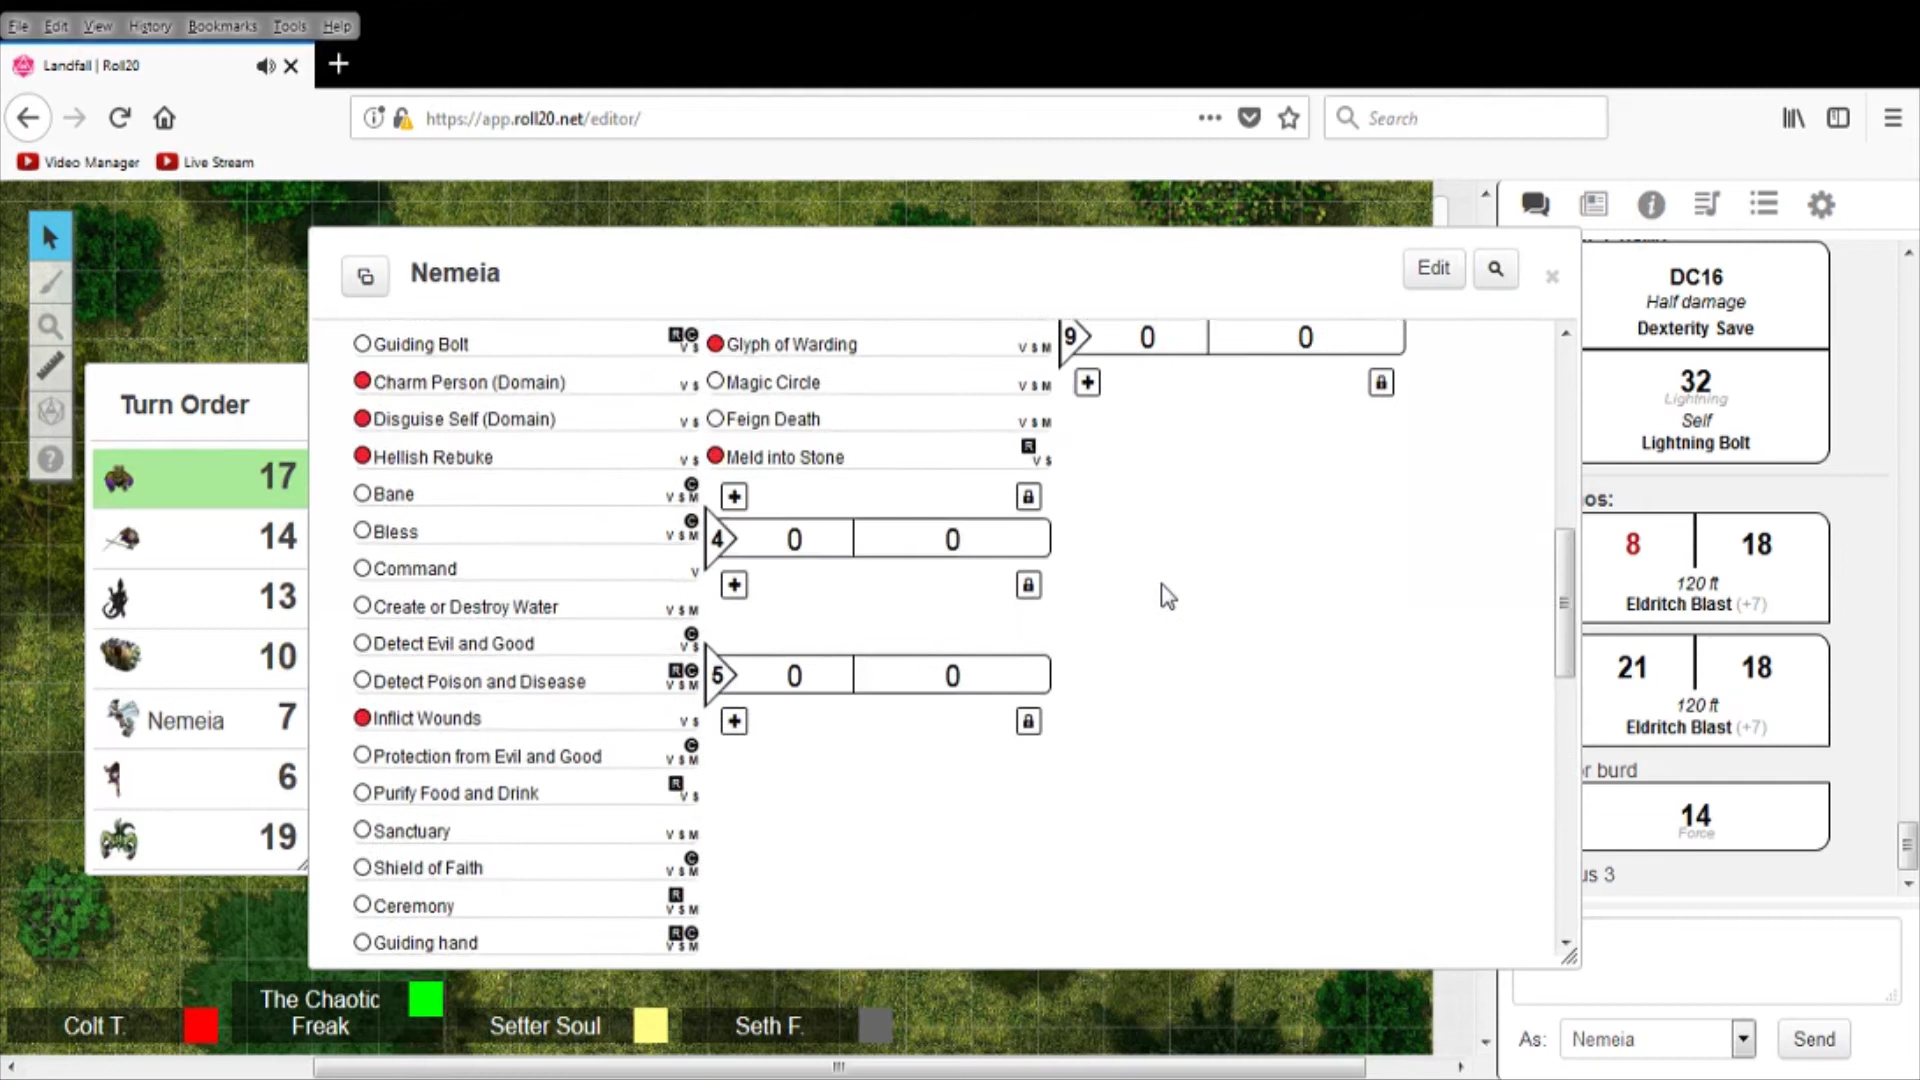 File Edit View History Bookmarks Tools Help
Landfall | Roll20
https://app.roll20.net/editor/
Search
Video Manager Live Stream
Nemeia
Edit
Turn Order
17
14
13
10
Nemeia 7
6
19
Guiding Bolt R C V S
Charm Person (Domain) V S
Disguise Self (Domain) V S
Hellish Rebuke V S
Bane C V S M
Bless C V S M
Command V
Create or Destroy Water V S M
Detect Evil and Good C V S
Detect Poison and Disease R C V S M
Inflict Wounds V S
Protection from Evil and Good C V S M
Purify Food and Drink R V S
Sanctuary V S M
Shield of Faith C V S M
Ceremony R V S M
Guiding hand R C V S M
Glyph of Warding V S M
Magic Circle V S M
Feign Death V S M
Meld into Stone R V S
4 0 0
5 0 0
9 0 0
DC16
Half damage
Dexterity Save
32
Lightning
Self
Lightning Bolt
os:
8 18
120 ft
Eldritch Blast (+7)
21 18
120 ft
Eldritch Blast (+7)
r burd
14
Force
us 3
As: Nemeia Send
Colt T.
The Chaotic
Freak
Setter Soul
Seth F.